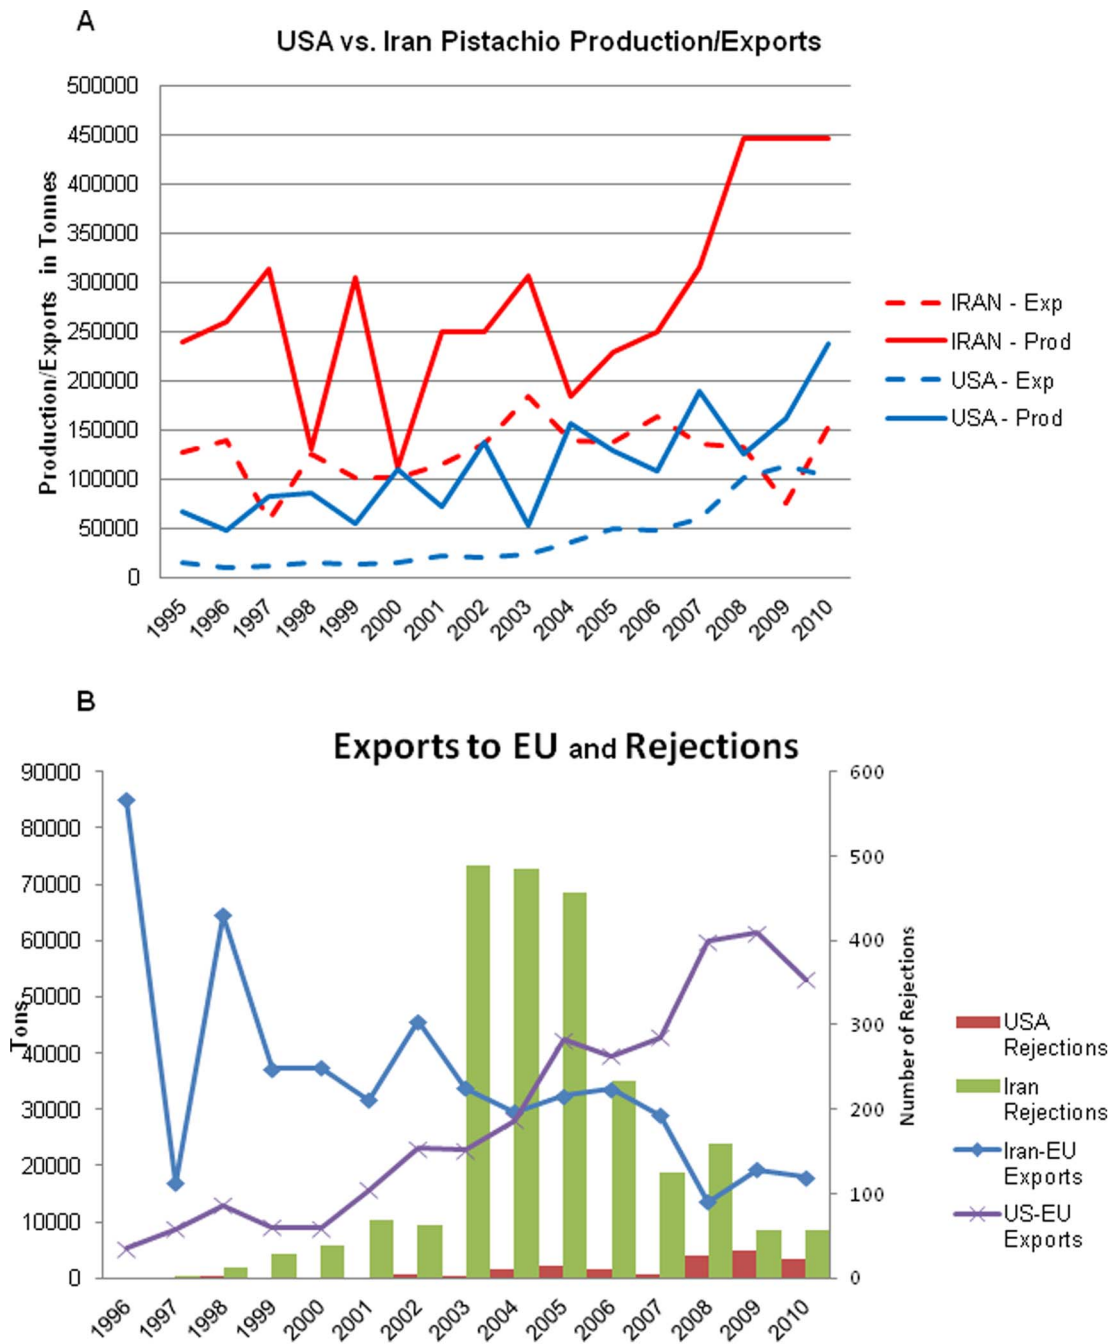 A
USA vs. Iran Pistachio Production/Exports
Production/Exports in Tonnes
500000
450000
400000
350000
300000
250000
200000
150000
100000
50000
0
1995 1996 1997 1998 1999 2000 2001 2002 2003 2004 2005 2006 2007 2008 2009 2010
IRAN - Exp
IRAN - Prod
USA - Exp
USA - Prod
B
Exports to EU and Rejections
Tons
90000
80000
70000
60000
50000
40000
30000
20000
10000
0
1996 1997 1998 1999 2000 2001 2002 2003 2004 2005 2006 2007 2008 2009 2010
600
500
400
300
200
100
0
Number of Rejections
USA
Rejections
Iran
Rejections
Iran-EU
Exports
US-EU
Exports